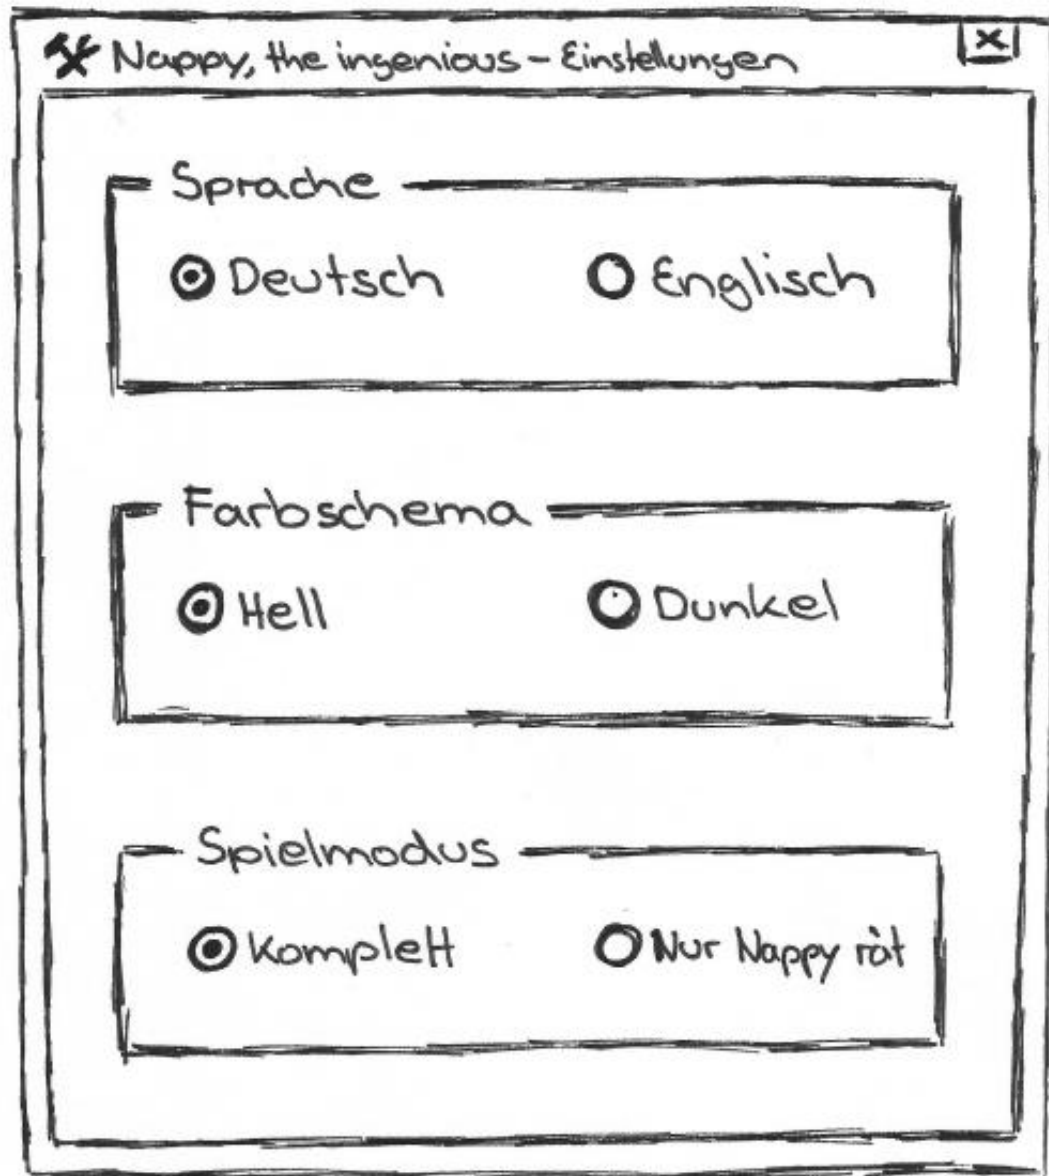 Nappy, the ingenious - Einstellungen
Sprache
Deutsch Englisch
Farbschema
Hell Dunkel
Spielmodus
Komplett Nur Nappy rät